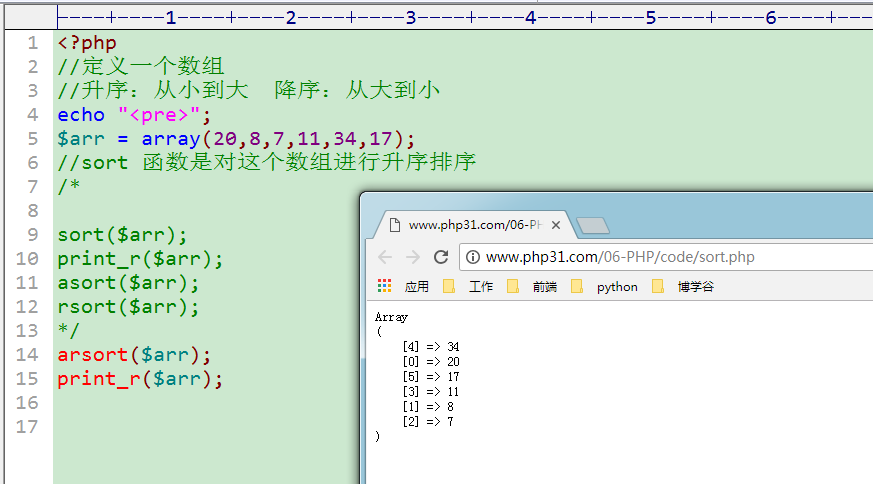 1 2 3 4 5 6
1 <?php
2 //定义一个数组
3 //升序：从小到大 降序：从大到小
4 echo "<pre>";
5 $arr = array(20,8,7,11,34,17);
6 //sort 函数是对这个数组进行升序排序
7 /*
8
9 sort($arr);
10 print_r($arr);
11 asort($arr);
12 rsort($arr);
13 */
14 arsort($arr);
15 print_r($arr);
16
17
www.php31.com/06-PH
www.php31.com/06-PHP/code/sort.php
应用 工作 前端 python 博学谷
Array
(
[4] => 34
[0] => 20
[5] => 17
[3] => 11
[1] => 8
[2] => 7
)